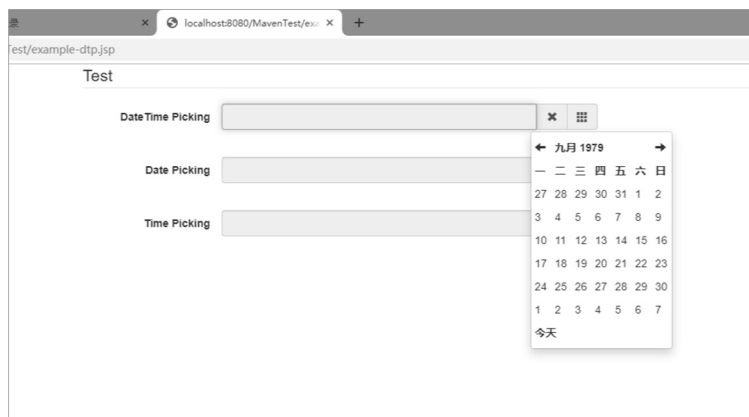 景
localhost:8080/MavenTest/exa
Test/example-dtp.jsp
Test
DateTime Picking
九月 1979
一 二 三 四 五 六 日
27 28 29 30 31 1 2
3 4 5 6 7 8 9
10 11 12 13 14 15 16
17 18 19 20 21 22 23
24 25 26 27 28 29 30
1 2 3 4 5 6 7
今天
Date Picking
Time Picking